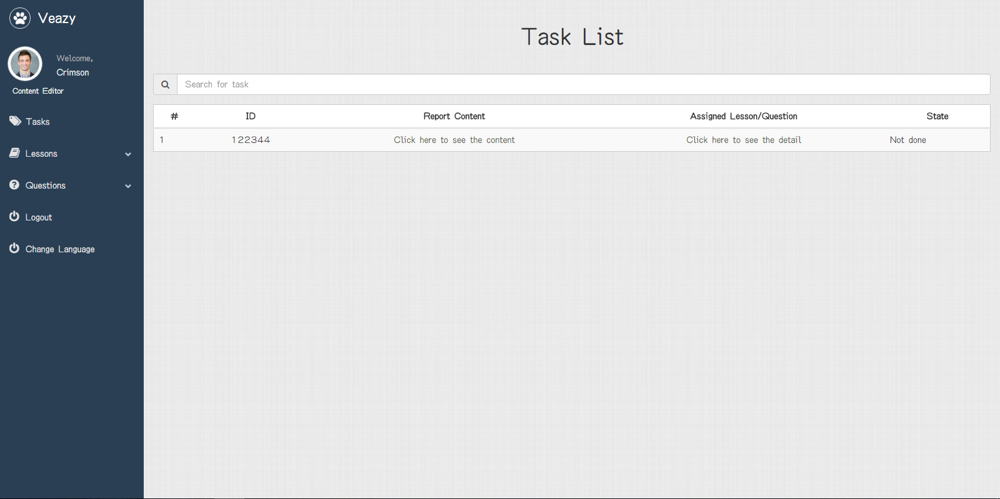 Veazy
Welcome,
Crimson
Content Editor
Tasks
Lessons
Questions
Logout
Change Language
Task List
Search for task
# ID Report Content Assigned Lesson/Question State
1 122344 Click here to see the content Click here to see the detail Not done